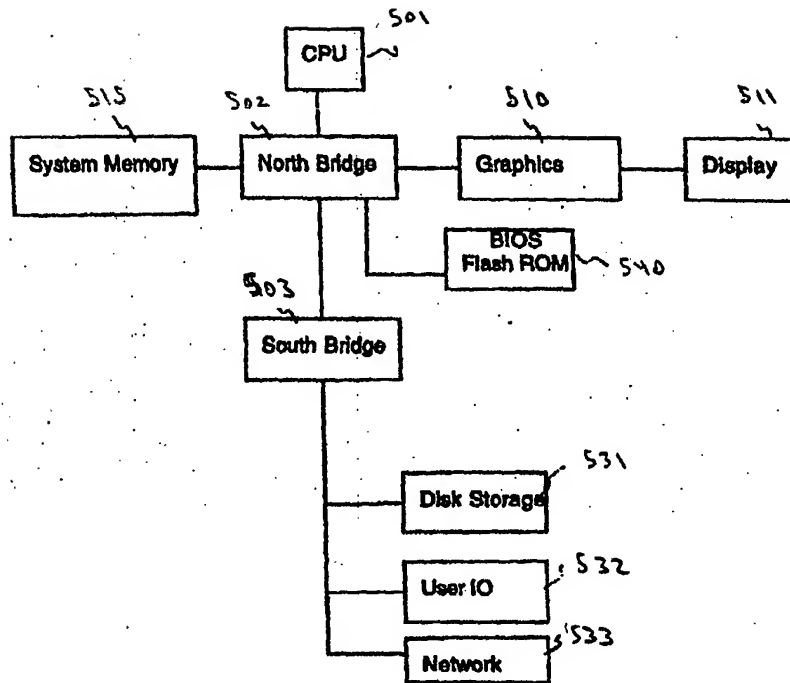 501
CPU
515
502
510
511
System Memory
North Bridge
Graphics
Display
BIOS
Flash ROM
540
503
South Bridge
531
Disk Storage
532
User IO
533
Network